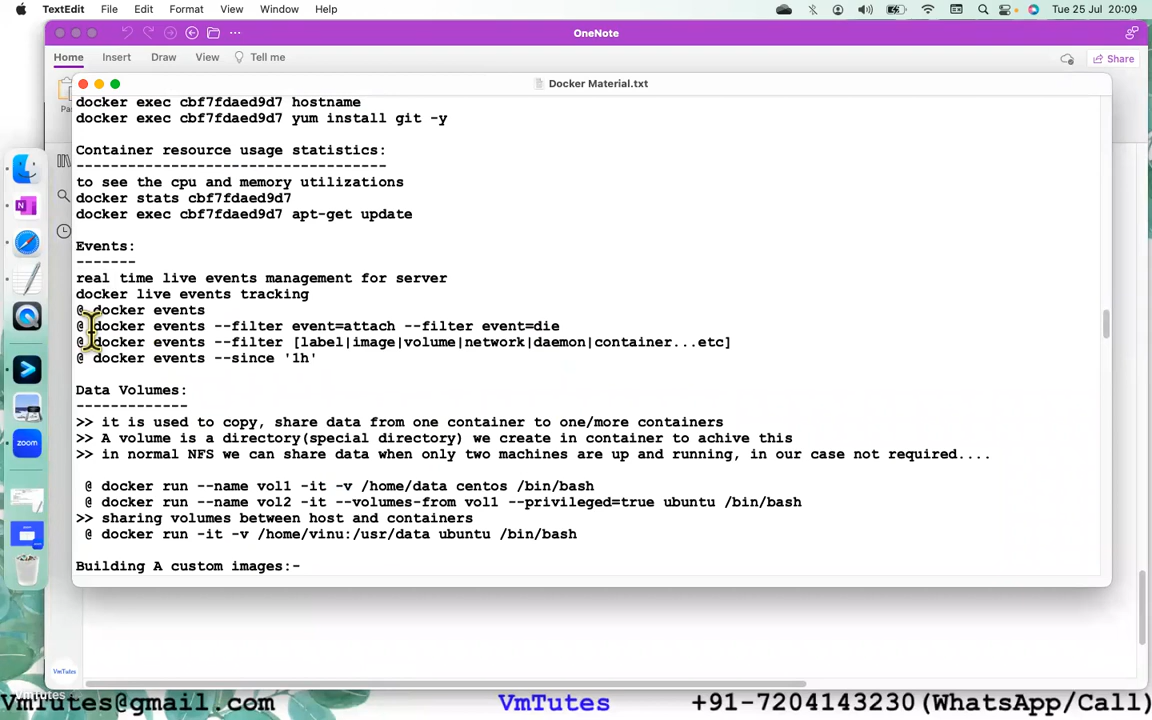 TextEdit File Edit Format View Window Help Tue 25 Jul 20:09
OneNote
Home Insert Draw View Tell me Share
Docker Material.txt
docker exec cbf7fdaed9d7 hostname
docker exec cbf7fdaed9d7 yum install git -y
Container resource usage statistics:
------------------------------------
to see the cpu and memory utilizations
docker stats cbf7fdaed9d7
docker exec cbf7fdaed9d7 apt-get update
Events:
-------
real time live events management for server
docker live events tracking
@ docker events
@ docker events --filter event=attach --filter event=die
@ docker events --filter [label|image|volume|network|daemon|container...etc]
@ docker events --since '1h'
Data Volumes:
-------------
>> it is used to copy, share data from one container to one/more containers
>> A volume is a directory(special directory) we create in container to achive this
>> in normal NFS we can share data when only two machines are up and running, in our case not required....
@ docker run --name vol1 -it -v /home/data centos /bin/bash
@ docker run --name vol2 -it --volumes-from vol1 --privileged=true ubuntu /bin/bash
>> sharing volumes between host and containers
@ docker run -it -v /home/vinu:/usr/data ubuntu /bin/bash
Building A custom images:-
zoom
VmTutes
VmTutes
Vmtutes@gmail.com VmTutes +91-7204143230(WhatsApp/Call)